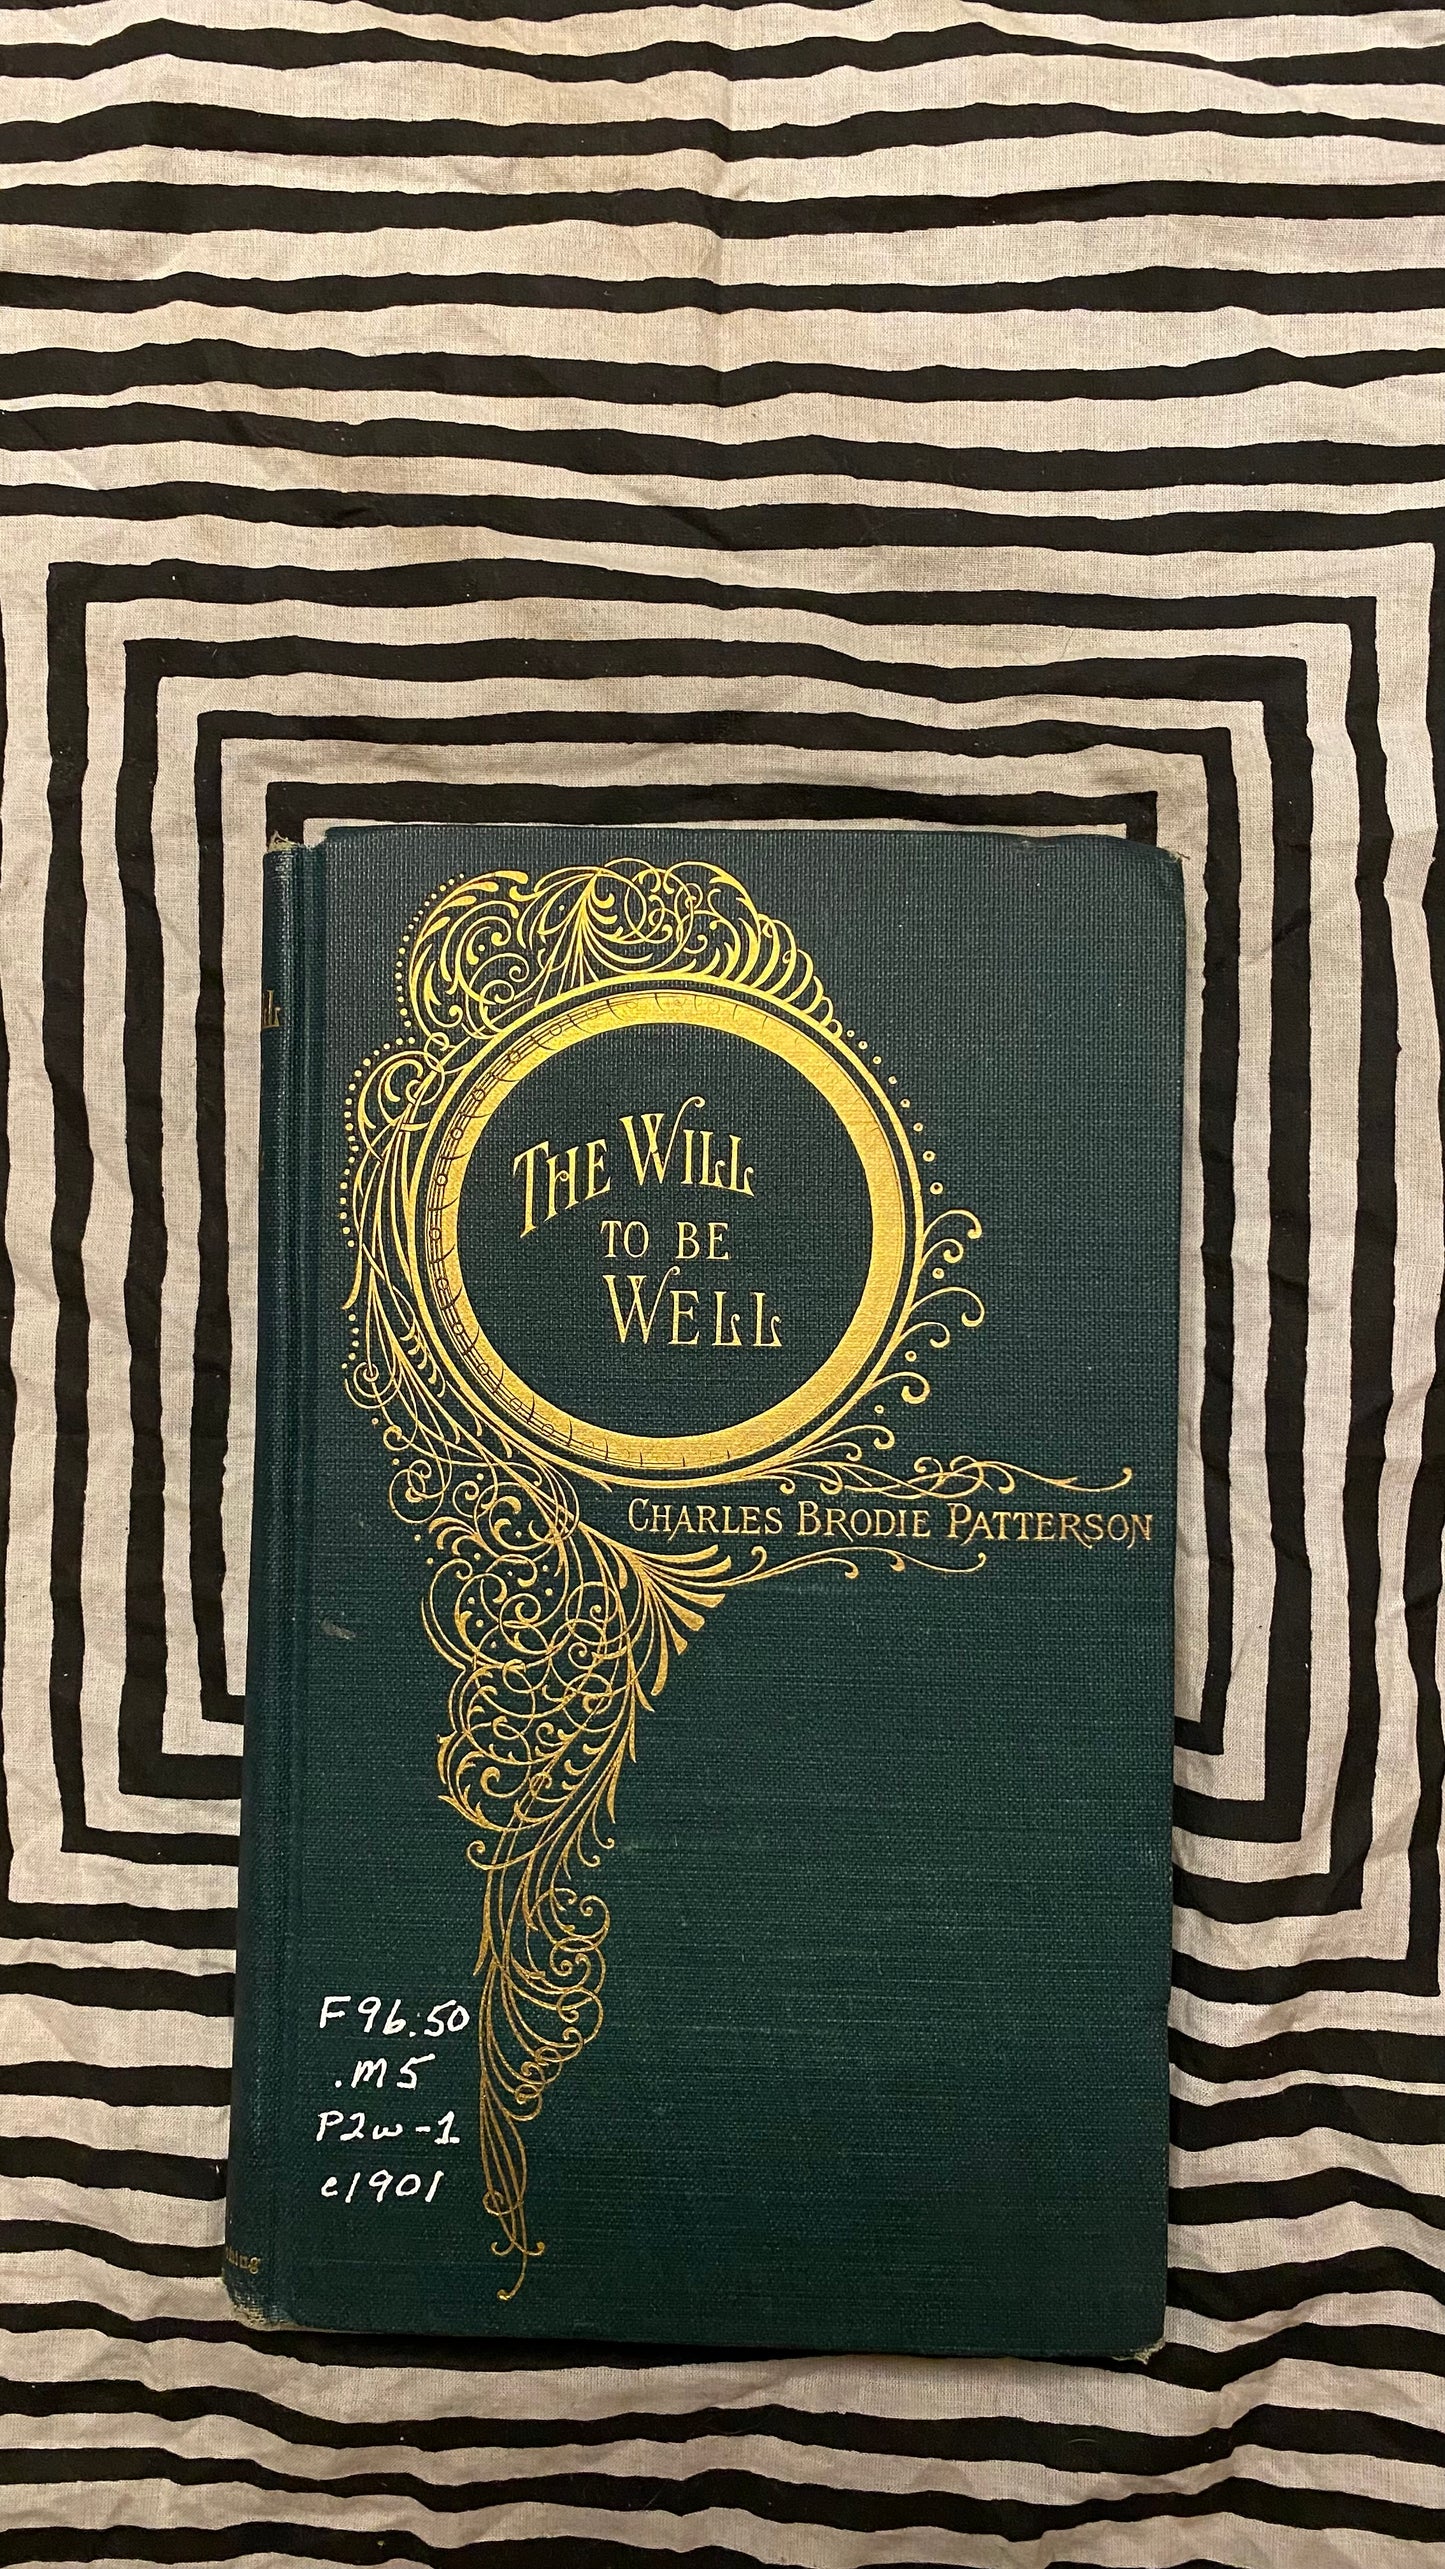 THE WILL
TO BE
WELL
CHARLES BRODIE PATTERSON
F96:50
.M5
P2w-1
c1901